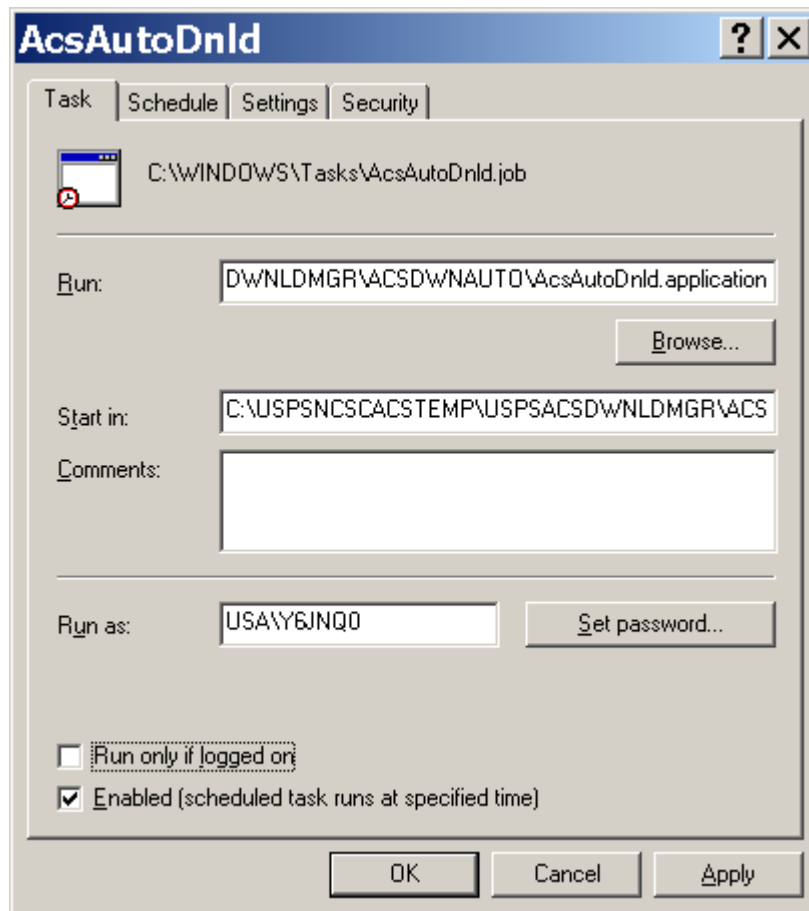 AcsAutoDnld
Task Schedule Settings Security
C:\WINDOWS\Tasks\AcsAutoDnld.job
Run: DWNLDMGR\ACSDWNAUTO\AcsAutoDnld.application
Browse...
Start in: C:\USPSNCSCACSTEMP\USPSACSDWNLDMGR\ACS
Comments:
Run as: USA\Y6JNQ0 Set password...
Run only if logged on
Enabled (scheduled task runs at specified time)
OK Cancel Apply